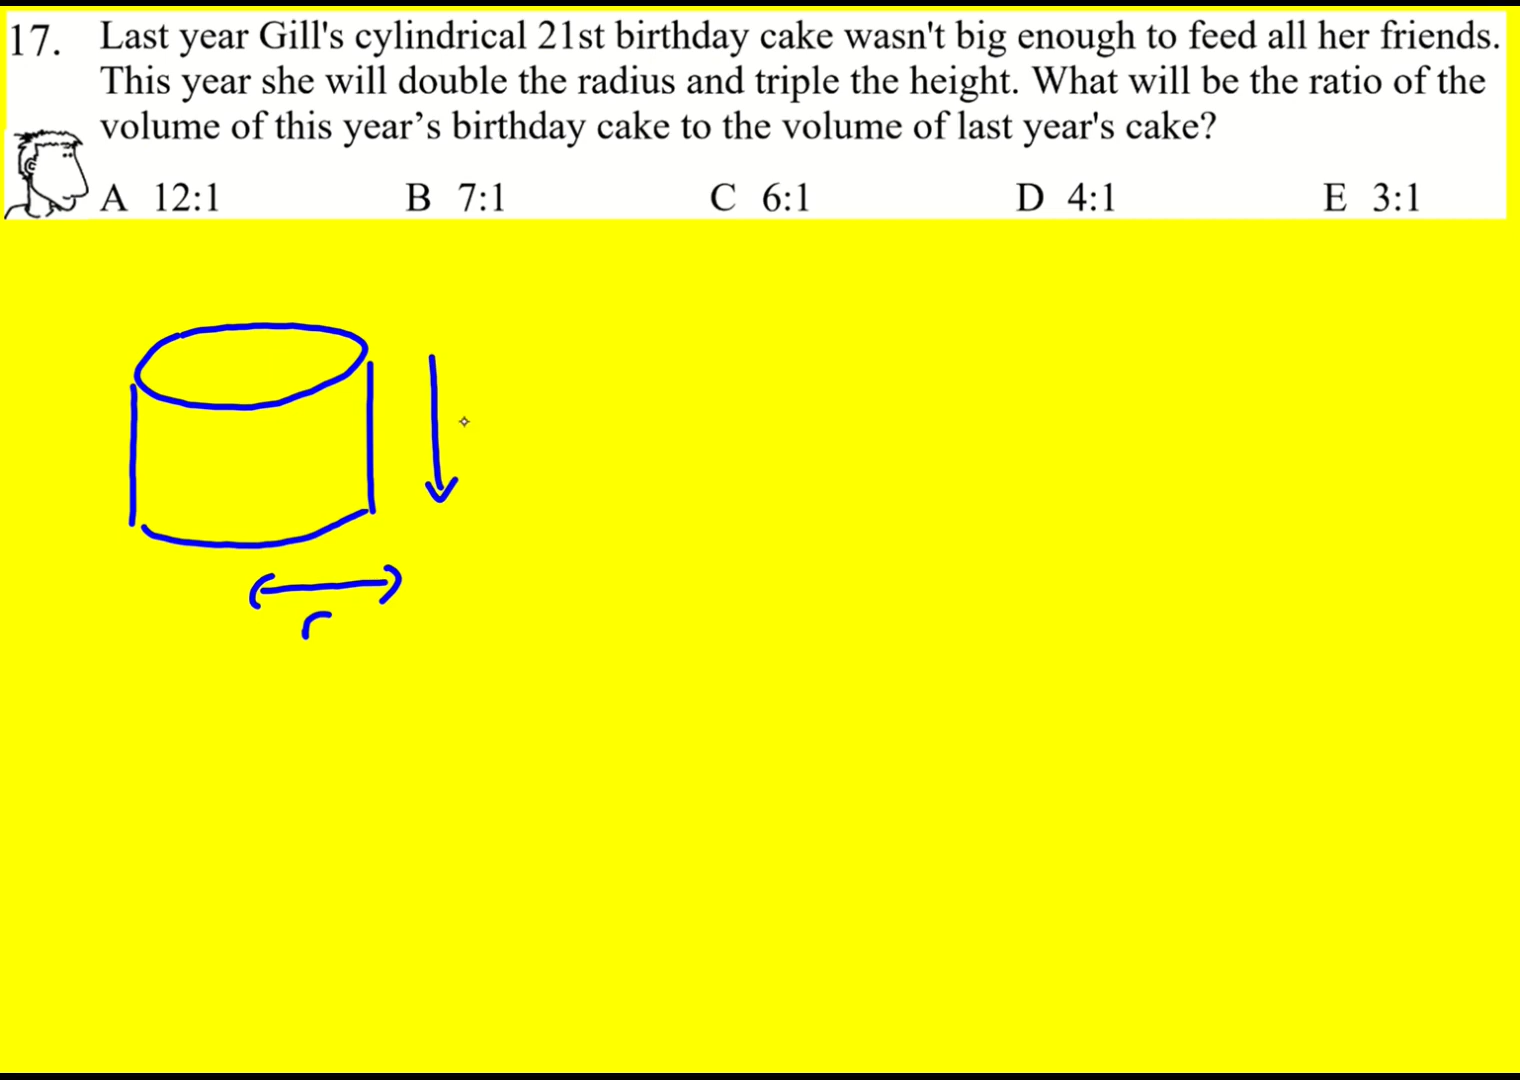 17. Last year Gill's cylindrical 21st birthday cake wasn't big enough to feed all her friends.
This year she will double the radius and triple the height. What will be the ratio of the
volume of this year’s birthday cake to the volume of last year's cake?
A 12:1 B 7:1 C 6:1 D 4:1 E 3:1
r